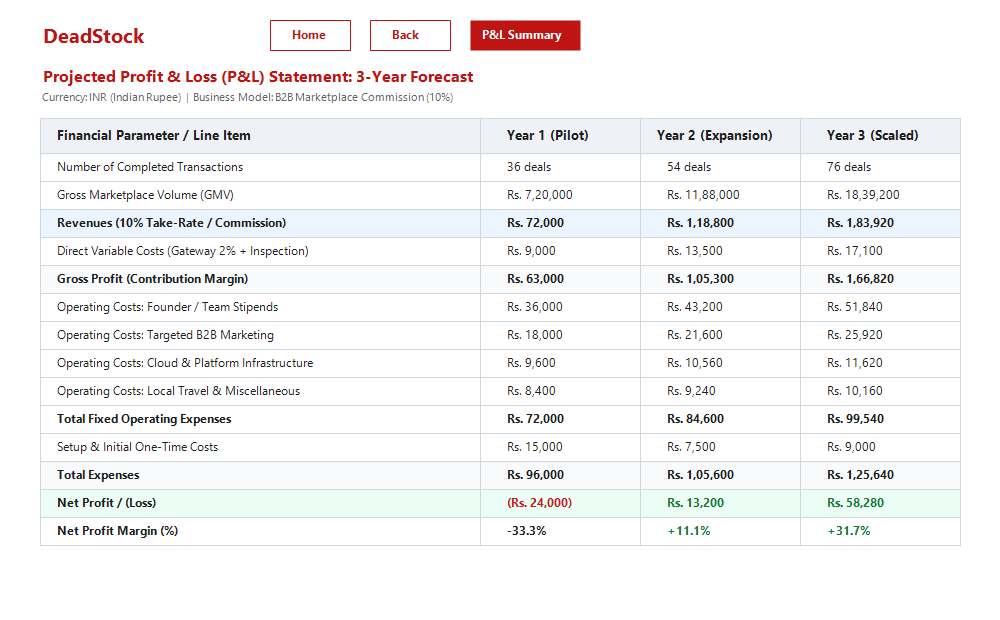 DeadStock
Home
Back
P&L Summary
Projected Profit & Loss (P&L) Statement: 3-Year Forecast
Currency: INR (Indian Rupee) | Business Model: B2B Marketplace Commission (10%)
Financial Parameter / Line Item Year 1 (Pilot) Year 2 (Expansion) Year 3 (Scaled)
Number of Completed Transactions 36 deals 54 deals 76 deals
Gross Marketplace Volume (GMV) Rs. 7,20,000 Rs. 11,88,000 Rs. 18,39,200
Revenues (10% Take-Rate / Commission) Rs. 72,000 Rs. 1,18,800 Rs. 1,83,920
Direct Variable Costs (Gateway 2% + Inspection) Rs. 9,000 Rs. 13,500 Rs. 17,100
Gross Profit (Contribution Margin) Rs. 63,000 Rs. 1,05,300 Rs. 1,66,820
Operating Costs: Founder / Team Stipends Rs. 36,000 Rs. 43,200 Rs. 51,840
Operating Costs: Targeted B2B Marketing Rs. 18,000 Rs. 21,600 Rs. 25,920
Operating Costs: Cloud & Platform Infrastructure Rs. 9,600 Rs. 10,560 Rs. 11,620
Operating Costs: Local Travel & Miscellaneous Rs. 8,400 Rs. 9,240 Rs. 10,160
Total Fixed Operating Expenses Rs. 72,000 Rs. 84,600 Rs. 99,540
Setup & Initial One-Time Costs Rs. 15,000 Rs. 7,500 Rs. 9,000
Total Expenses Rs. 96,000 Rs. 1,05,600 Rs. 1,25,640
Net Profit / (Loss) (Rs. 24,000) Rs. 13,200 Rs. 58,280
Net Profit Margin (%) -33.3% +11.1% +31.7%